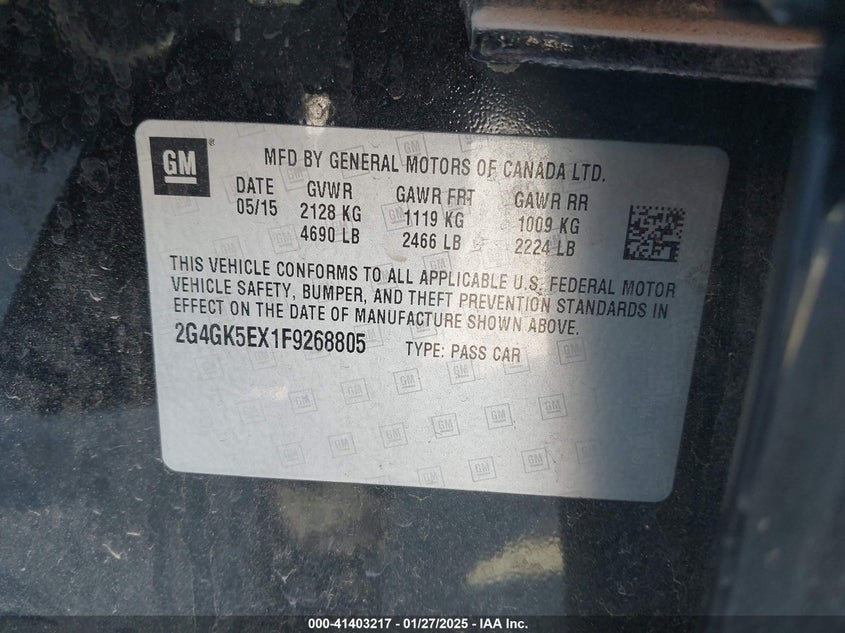 GM
MFD BY GENERAL MOTORS OF CANADA LTD.
DATE GVWR GAWR FRT GAWR RR
05/15 2128 KG 1119 KG 1009 KG
4690 LB 2466 LB 2224 LB
THIS VEHICLE CONFORMS TO ALL APPLICABLE U.S. FEDERAL MOTOR
VEHICLE SAFETY, BUMPER, AND THEFT PREVENTION STANDARDS IN
EFFECT ON THE DATE OF MANUFACTURE SHOWN ABOVE.
2G4GK5EX1F9268805 TYPE: PASS CAR
000-41403217 - 01/27/2025 - IAA Inc.